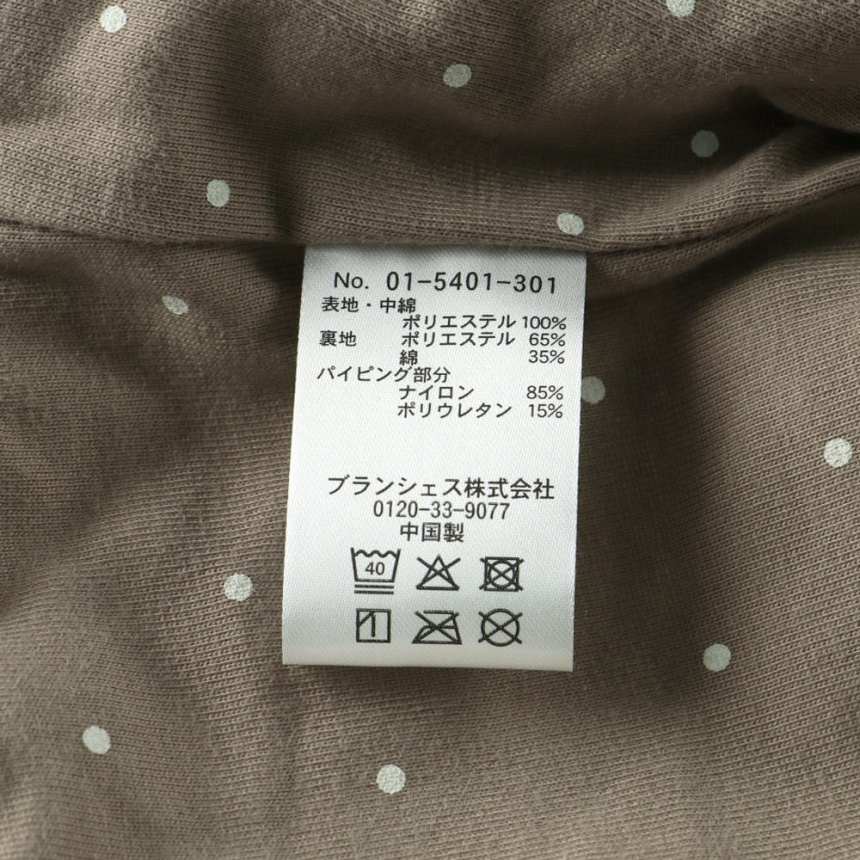 No. 01-5401-301
表地・中綿
ポリエステル 100%
裏地 ポリエステル 65%
綿 35%
パイピング部分
ナイロン 85%
ポリウレタン 15%
ブランシェス株式会社
0120-33-9077
中国製
40